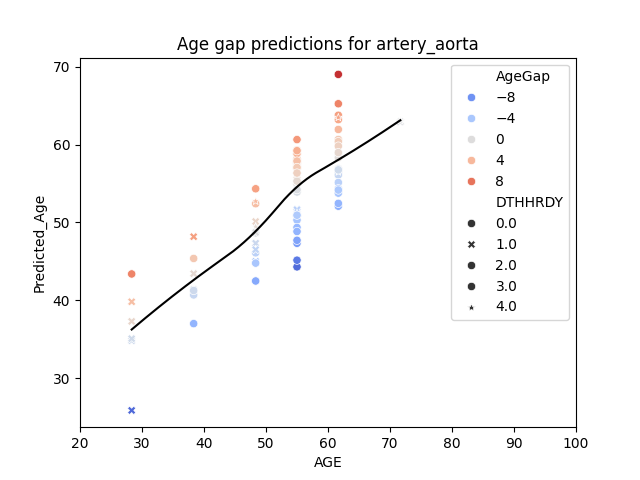 Age gap predictions for artery_aorta
Predicted_Age
70
60
50
40
30
20 30 40 50 60 70 80 90 100
AGE
AgeGap
−8
−4
0
4
8
DTHHRDY
0.0
1.0
2.0
3.0
4.0